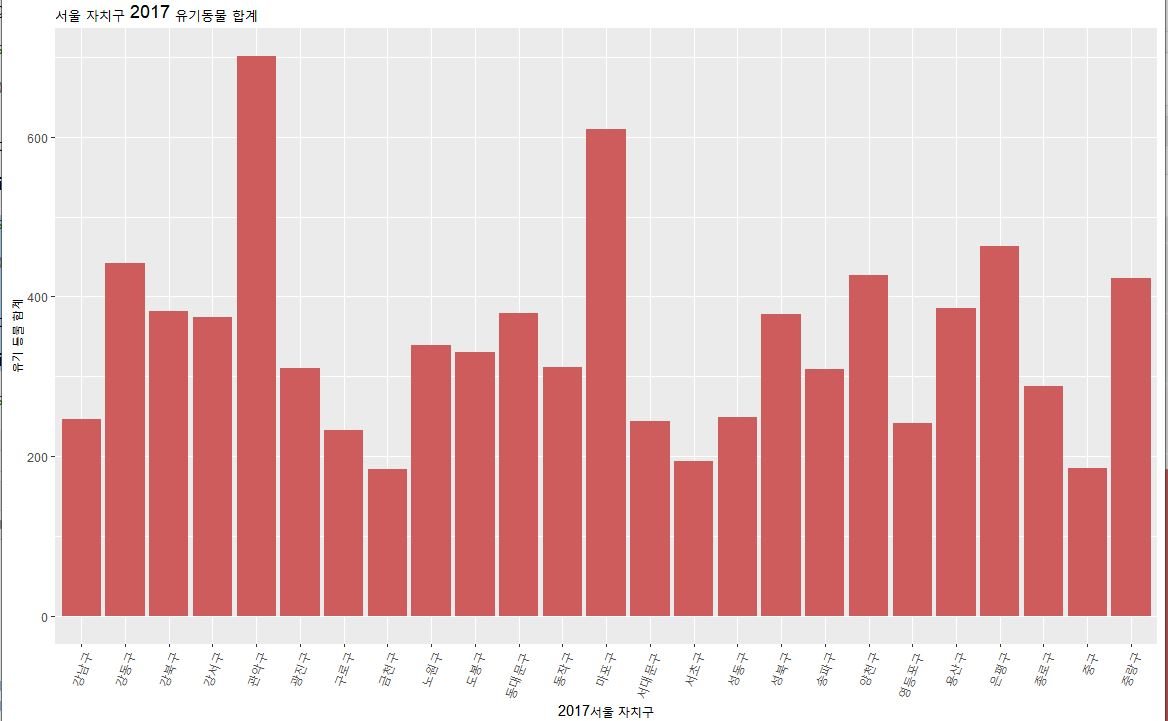 서울 자치구 2017 유기동물 합계
유기 동물 합계
600
400
200
0
강남구
강동구
강북구
강서구
관악구
광진구
구로구
금천구
노원구
도봉구
동대문구
동작구
마포구
서대문구
서초구
성동구
성북구
송파구
양천구
영등포구
용산구
은평구
종로구
중구
중랑구
2017서울 자치구